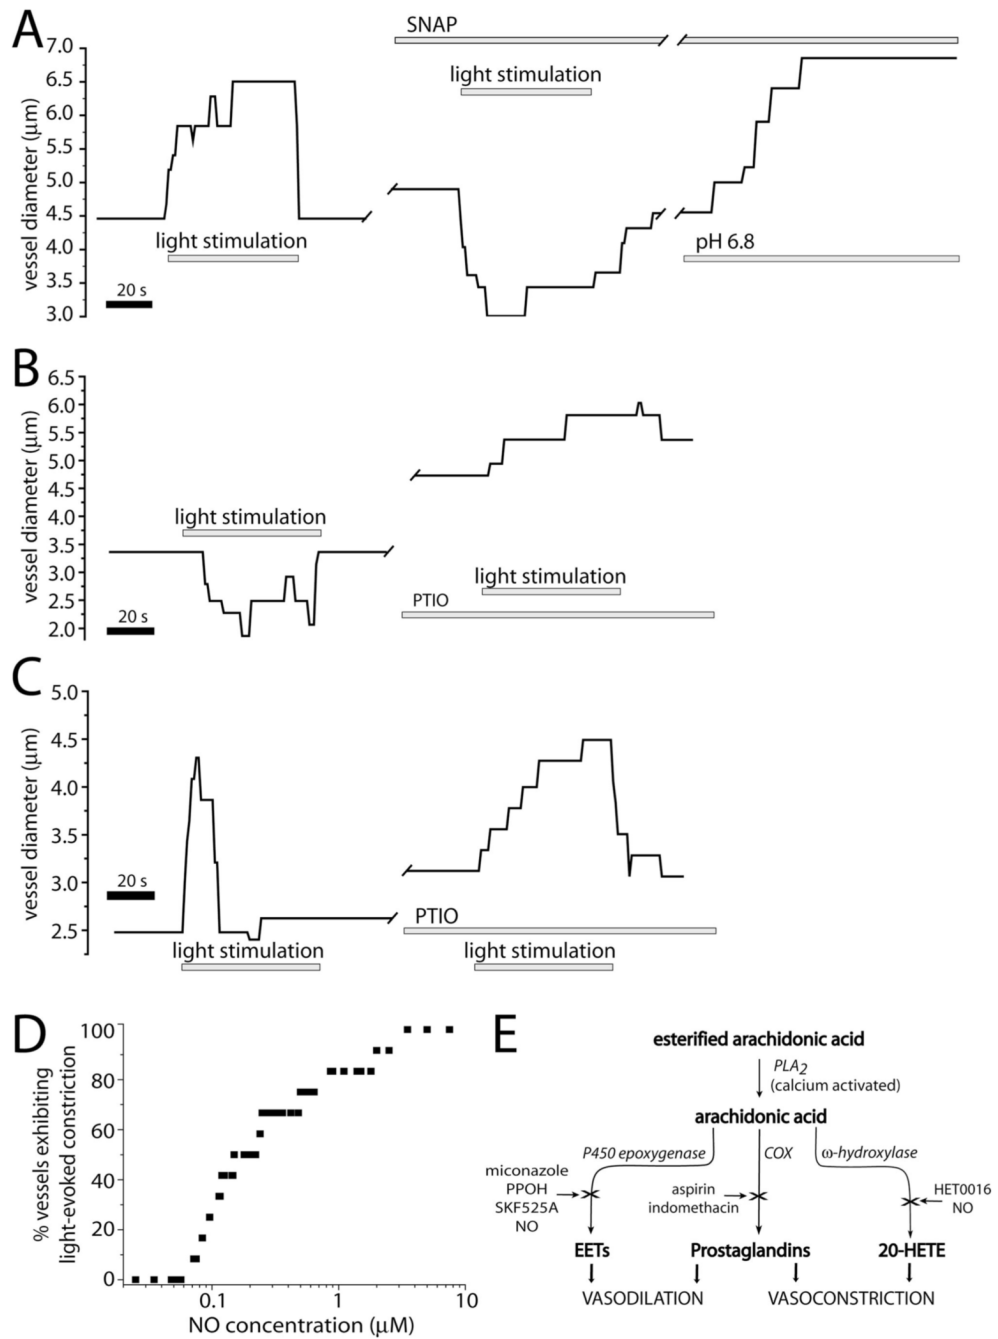 A
SNAP
light stimulation
7.0
6.5
6.0
5.5
5.0
4.5
4.0
3.5
3.0
vessel diameter (μm)
light stimulation
pH 6.8
20 s
B
6.5
6.0
5.5
5.0
4.5
4.0
3.5
3.0
2.5
2.0
vessel diameter (μm)
light stimulation
light stimulation
PTIO
20 s
C
5.0
4.5
4.0
3.5
3.0
2.5
vessel diameter (μm)
20 s
PTIO
light stimulation
light stimulation
D
100
80
60
40
20
0
% vessels exhibiting
light-evoked constriction
0.1
1
10
NO concentration (μM)
E
esterified arachidonic acid
PLA2
(calcium activated)
arachidonic acid
P450 epoxygenase
COX
ω-hydroxylase
miconazole
PPOH
SKF525A
NO
aspirin
indomethacin
HET0016
NO
EETs
Prostaglandins
20-HETE
VASODILATION
VASOCONSTRICTION